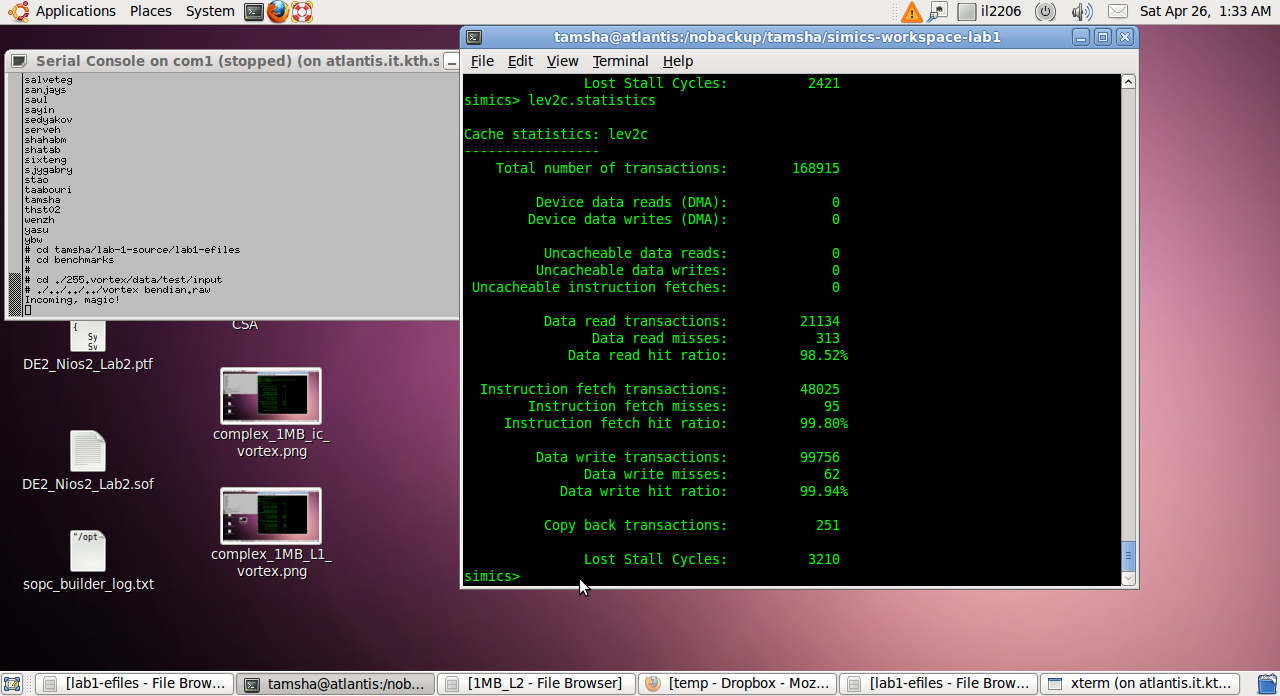 Applications Places System
il2206
Sat Apr 26, 1:33 AM
Serial Console on com1 (stopped) (on atlantis.it.kth.s
salveteg
sanjays
saul
sayin
sedyakov
serveh
shahabm
shatab
sixteng
sjygabry
stao
taabouri
tamsha
thst02
wenzh
yasu
ybw
# cd tamsha/lab-1-source/lab1-efiles
# cd benchmarks
#
# cd ./255.vortex/data/test/input
# ./../../../vortex bendian.raw
Incoming, magic!
tamsha@atlantis:/nobackup/tamsha/simics-workspace-lab1
File Edit View Terminal Help
Lost Stall Cycles: 2421
simics> lev2c.statistics
Cache statistics: lev2c
-----------------
Total number of transactions: 168915
Device data reads (DMA): 0
Device data writes (DMA): 0
Uncacheable data reads: 0
Uncacheable data writes: 0
Uncacheable instruction fetches: 0
Data read transactions: 21134
Data read misses: 313
Data read hit ratio: 98.52%
Instruction fetch transactions: 48025
Instruction fetch misses: 95
Instruction fetch hit ratio: 99.80%
Data write transactions: 99756
Data write misses: 62
Data write hit ratio: 99.94%
Copy back transactions: 251
Lost Stall Cycles: 3210
simics>
{
Sy
Sv
DE2_Nios2_Lab2.ptf
CSA
complex_1MB_ic_
vortex.png
DE2_Nios2_Lab2.sof
complex_1MB_L1_
vortex.png
"/opt
sopc_builder_log.txt
[lab1-efiles - File Brow...
tamsha@atlantis:/nob...
[1MB_L2 - File Browser]
[temp - Dropbox - Moz...
[lab1-efiles - File Brow...
xterm (on atlantis.it.kt...